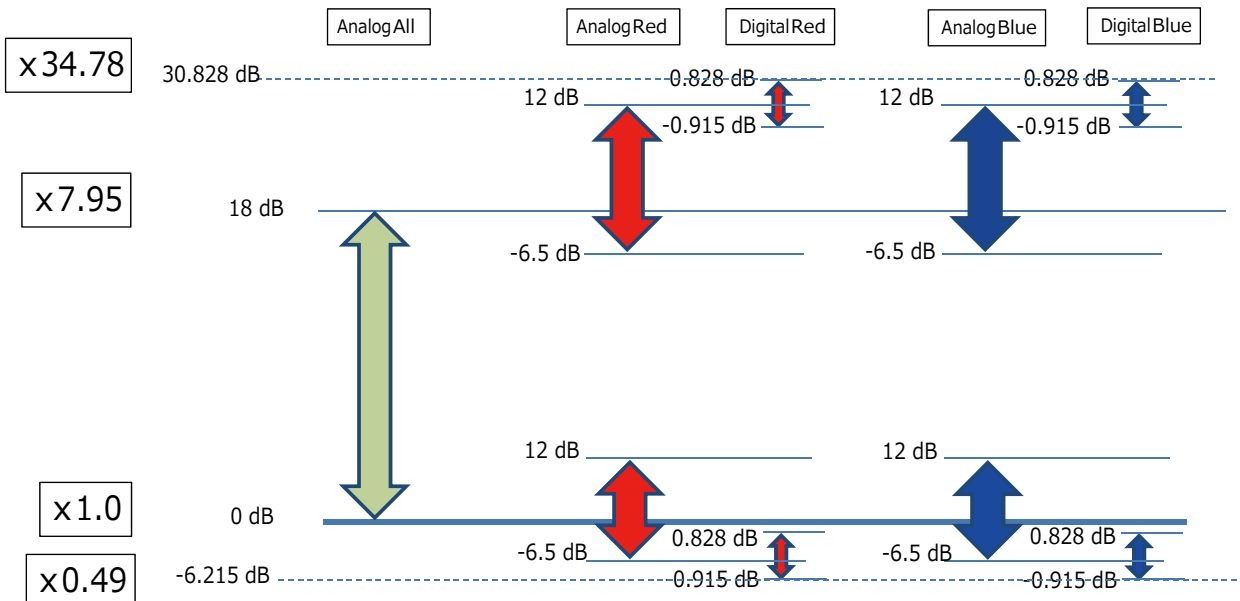 AnalogAll AnalogRed DigitalRed AnalogBlue DigitalBlue
x34.78 30.828 dB 0.828 dB 0.828 dB
12 dB 12 dB
-0.915 dB -0.915 dB
x7.95 18 dB
-6.5 dB -6.5 dB
12 dB 12 dB
x1.0 0 dB
0.828 dB 0.828 dB
-6.5 dB -6.5 dB
x0.49 -6.215 dB -0.915 dB -0.915 dB